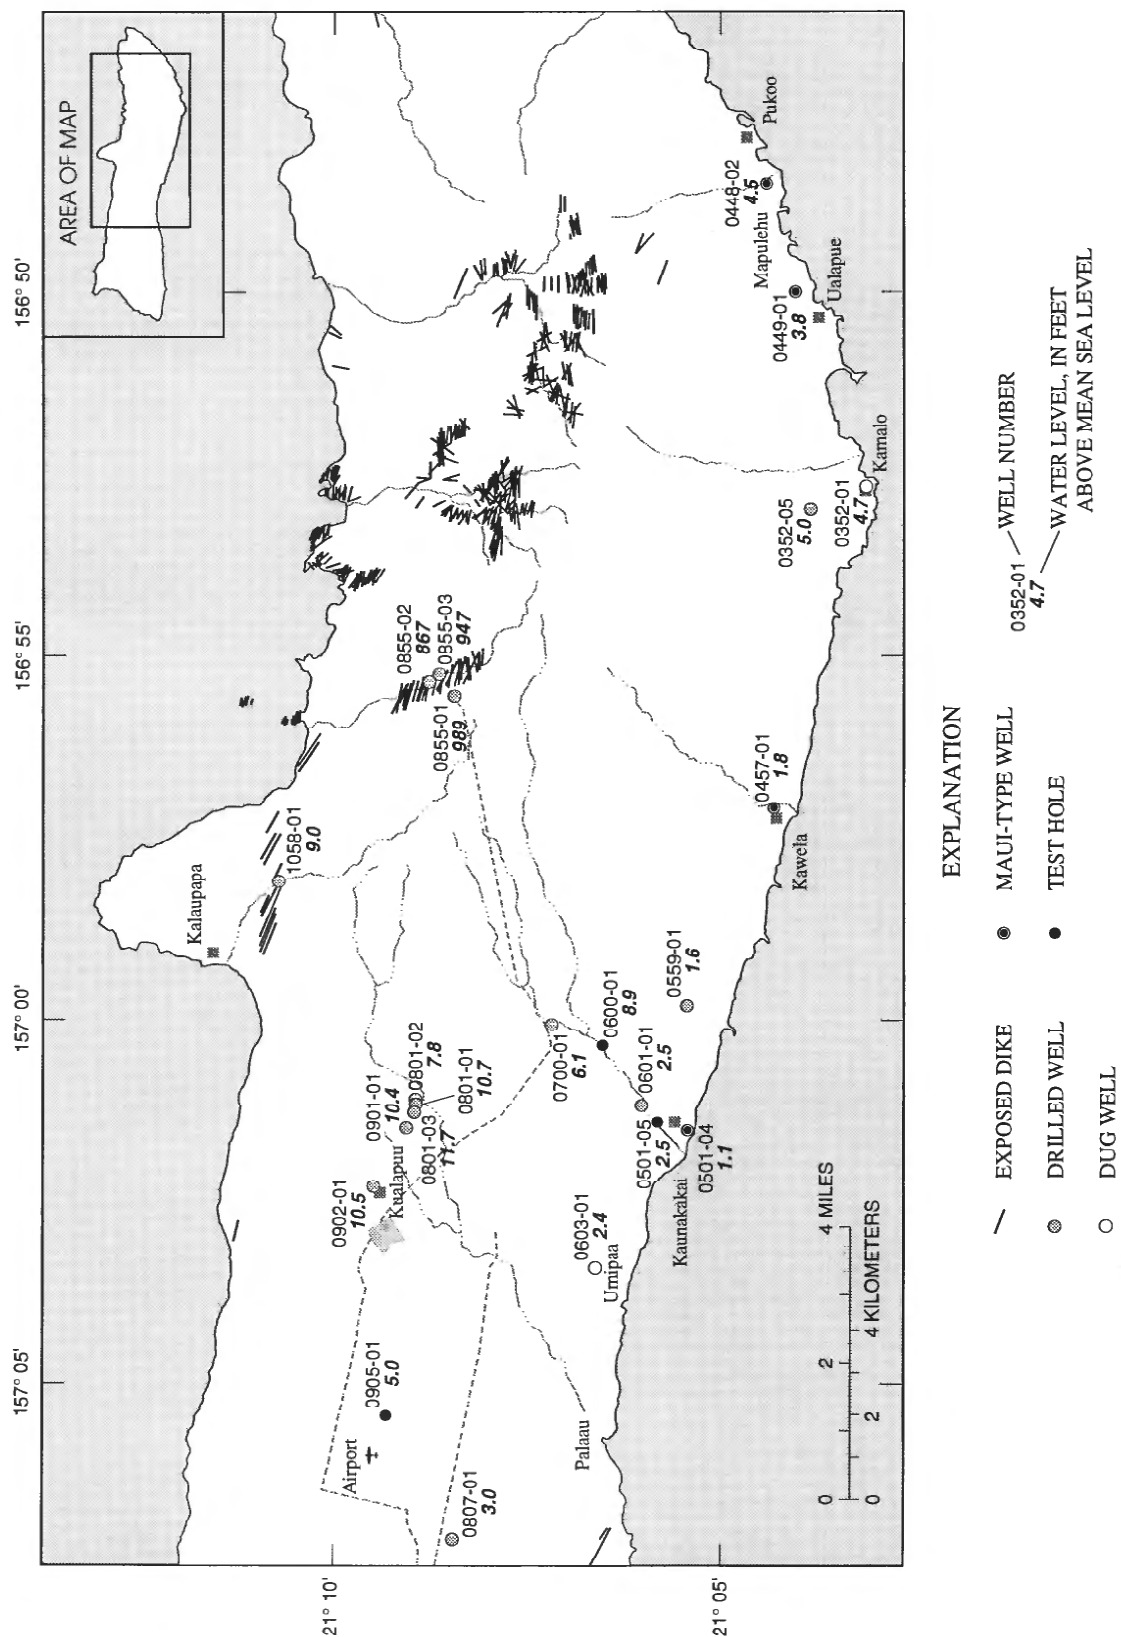 AREA OF MAP
157° 05'
157° 00'
156° 55'
156° 50'
21° 10'
21° 05'
Kalaupapa
1058-01
9.0
0855-02
867
0855-03
947
0855-01
989
0902-01
10.5
Kualapuu
0901-01
10.4
0801-02
7.8
0801-01
10.7
0801-03
11.7
Airport
0905-01
5.0
0807-01
3.0
0700-01
6.1
0600-01
8.9
0601-01
2.5
0559-01
1.6
0501-05
2.5
0501-04
1.1
Kaunakakai
0603-01
2.4
Umipaa
Palaau
0457-01
1.8
Kawela
0352-05
5.0
0352-01
4.7
Kamalo
0449-01
3.8
Ualapue
Mapulehu
0448-02
4.5
Pukoo
0 2 4 MILES
0 2 4 KILOMETERS
EXPLANATION
EXPOSED DIKE
DRILLED WELL
DUG WELL
MAUI-TYPE WELL
TEST HOLE
0352-01
4.7
WELL NUMBER
WATER LEVEL, IN FEET
ABOVE MEAN SEA LEVEL